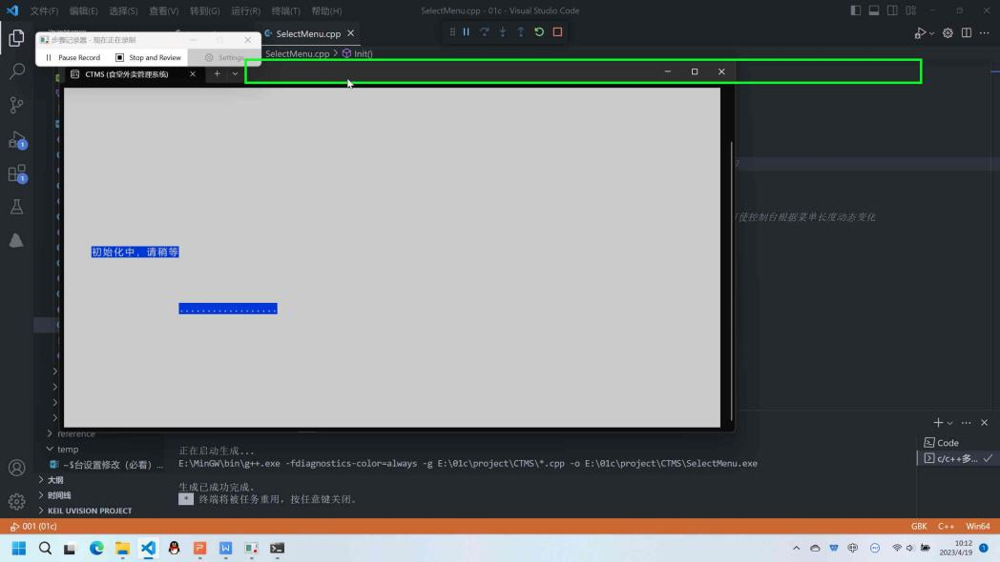 文件(F) 编辑(E) 选择(S) 查看(V) 转到(G) 运行(R) 终端(T) 帮助(H) SelectMenu.cpp - 01c - Visual Studio Code
步骤记录器 - 现在正在录制
SelectMenu.cpp
Pause Record Stop and Review Settings
SelectMenu.cpp > Init()
CTMS (食堂外卖管理系统)
使控制台根据菜单长度动态变化
初始化中，请稍等
..................
reference
temp
~$台设置修改（必看）...
大纲
时间线
KEIL UVISION PROJECT
正在启动生成...
E:\MinGW\bin\g++.exe -fdiagnostics-color=always -g E:\01c\project\CTMS\*.cpp -o E:\01c\project\CTMS\SelectMenu.exe
生成已成功完成。
* 终端将被任务重用，按任意键关闭。
Code
c/c++多...
001 (01c) GBK C++ Win64
10:12
2023/4/19